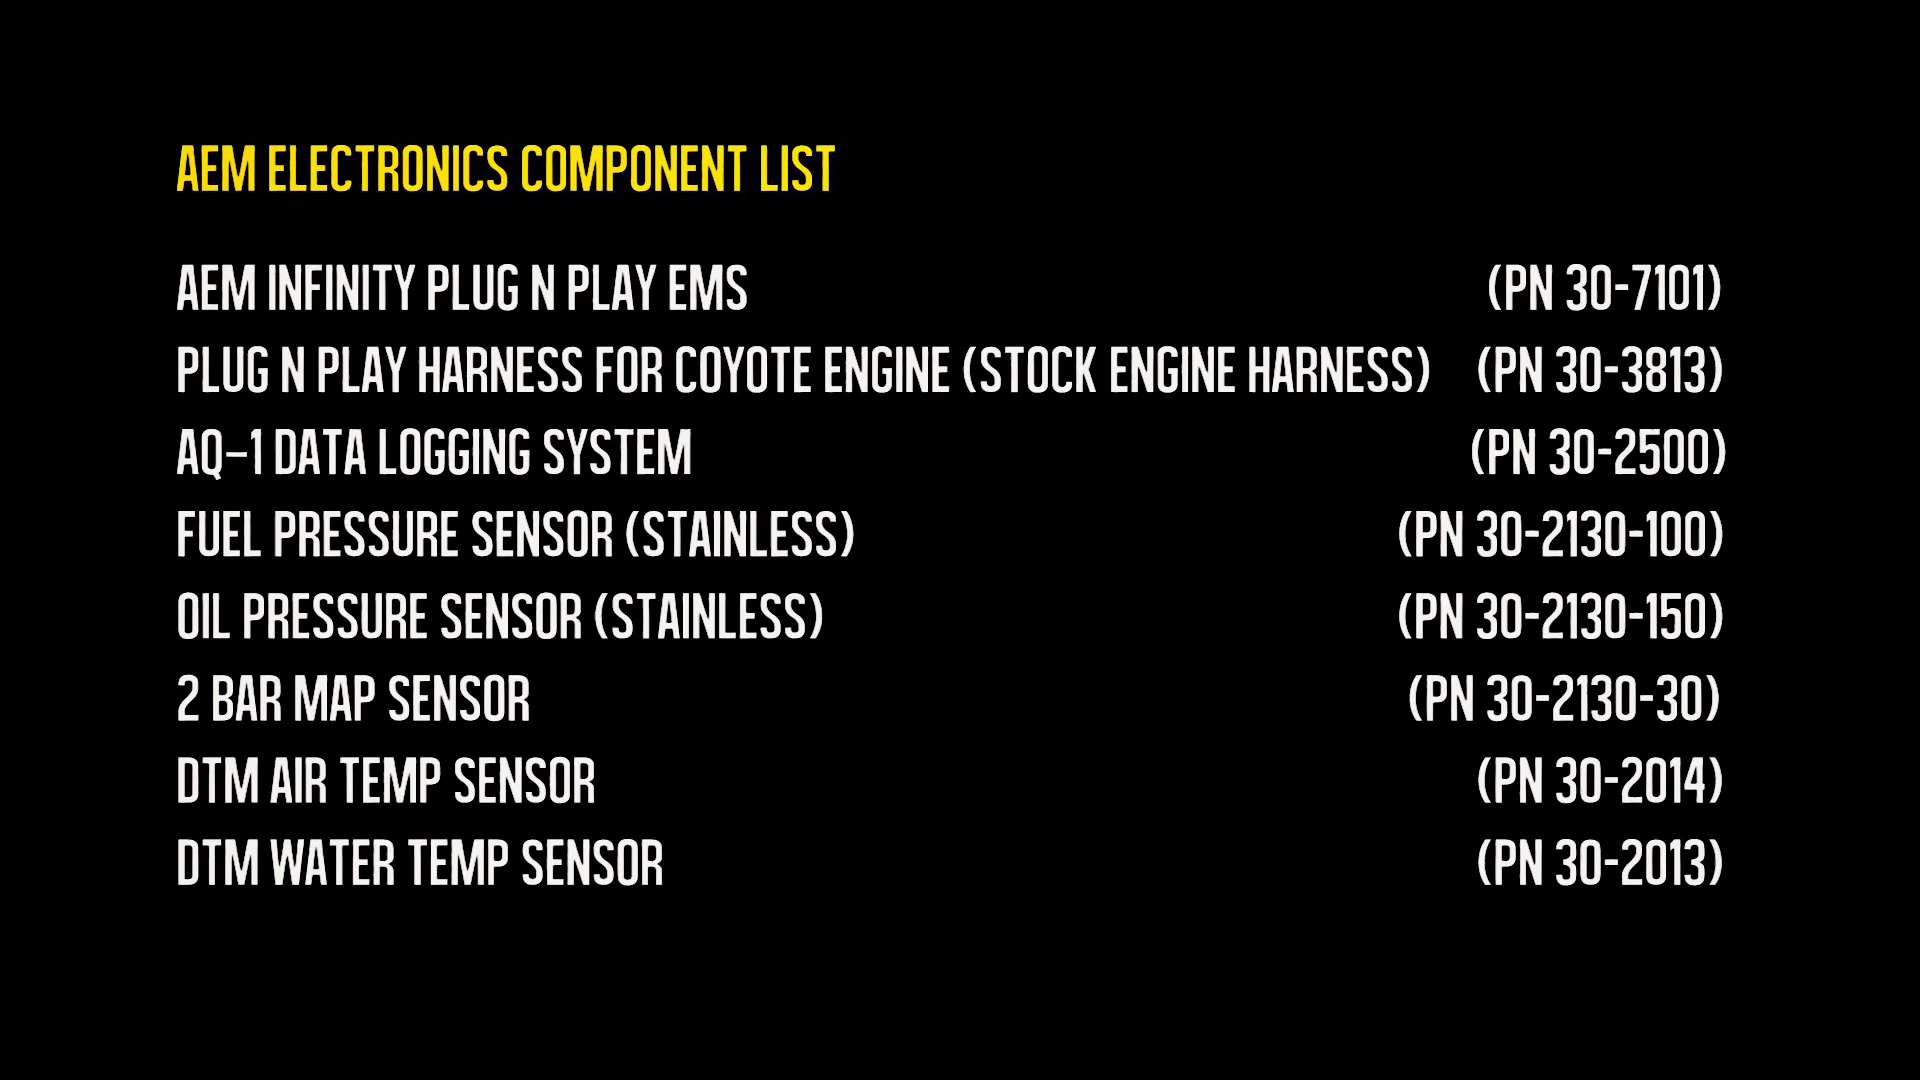 AEM ELECTRONICS COMPONENT LIST
AEM INFINITY PLUG N PLAY EMS (PN 30-7101)
PLUG N PLAY HARNESS FOR COYOTE ENGINE (STOCK ENGINE HARNESS) (PN 30-3813)
AQ–1 DATA LOGGING SYSTEM (PN 30-2500)
FUEL PRESSURE SENSOR (STAINLESS) (PN 30-2130-100)
OIL PRESSURE SENSOR (STAINLESS) (PN 30-2130-150)
2 BAR MAP SENSOR (PN 30-2130-30)
DTM AIR TEMP SENSOR (PN 30-2014)
DTM WATER TEMP SENSOR (PN 30-2013)